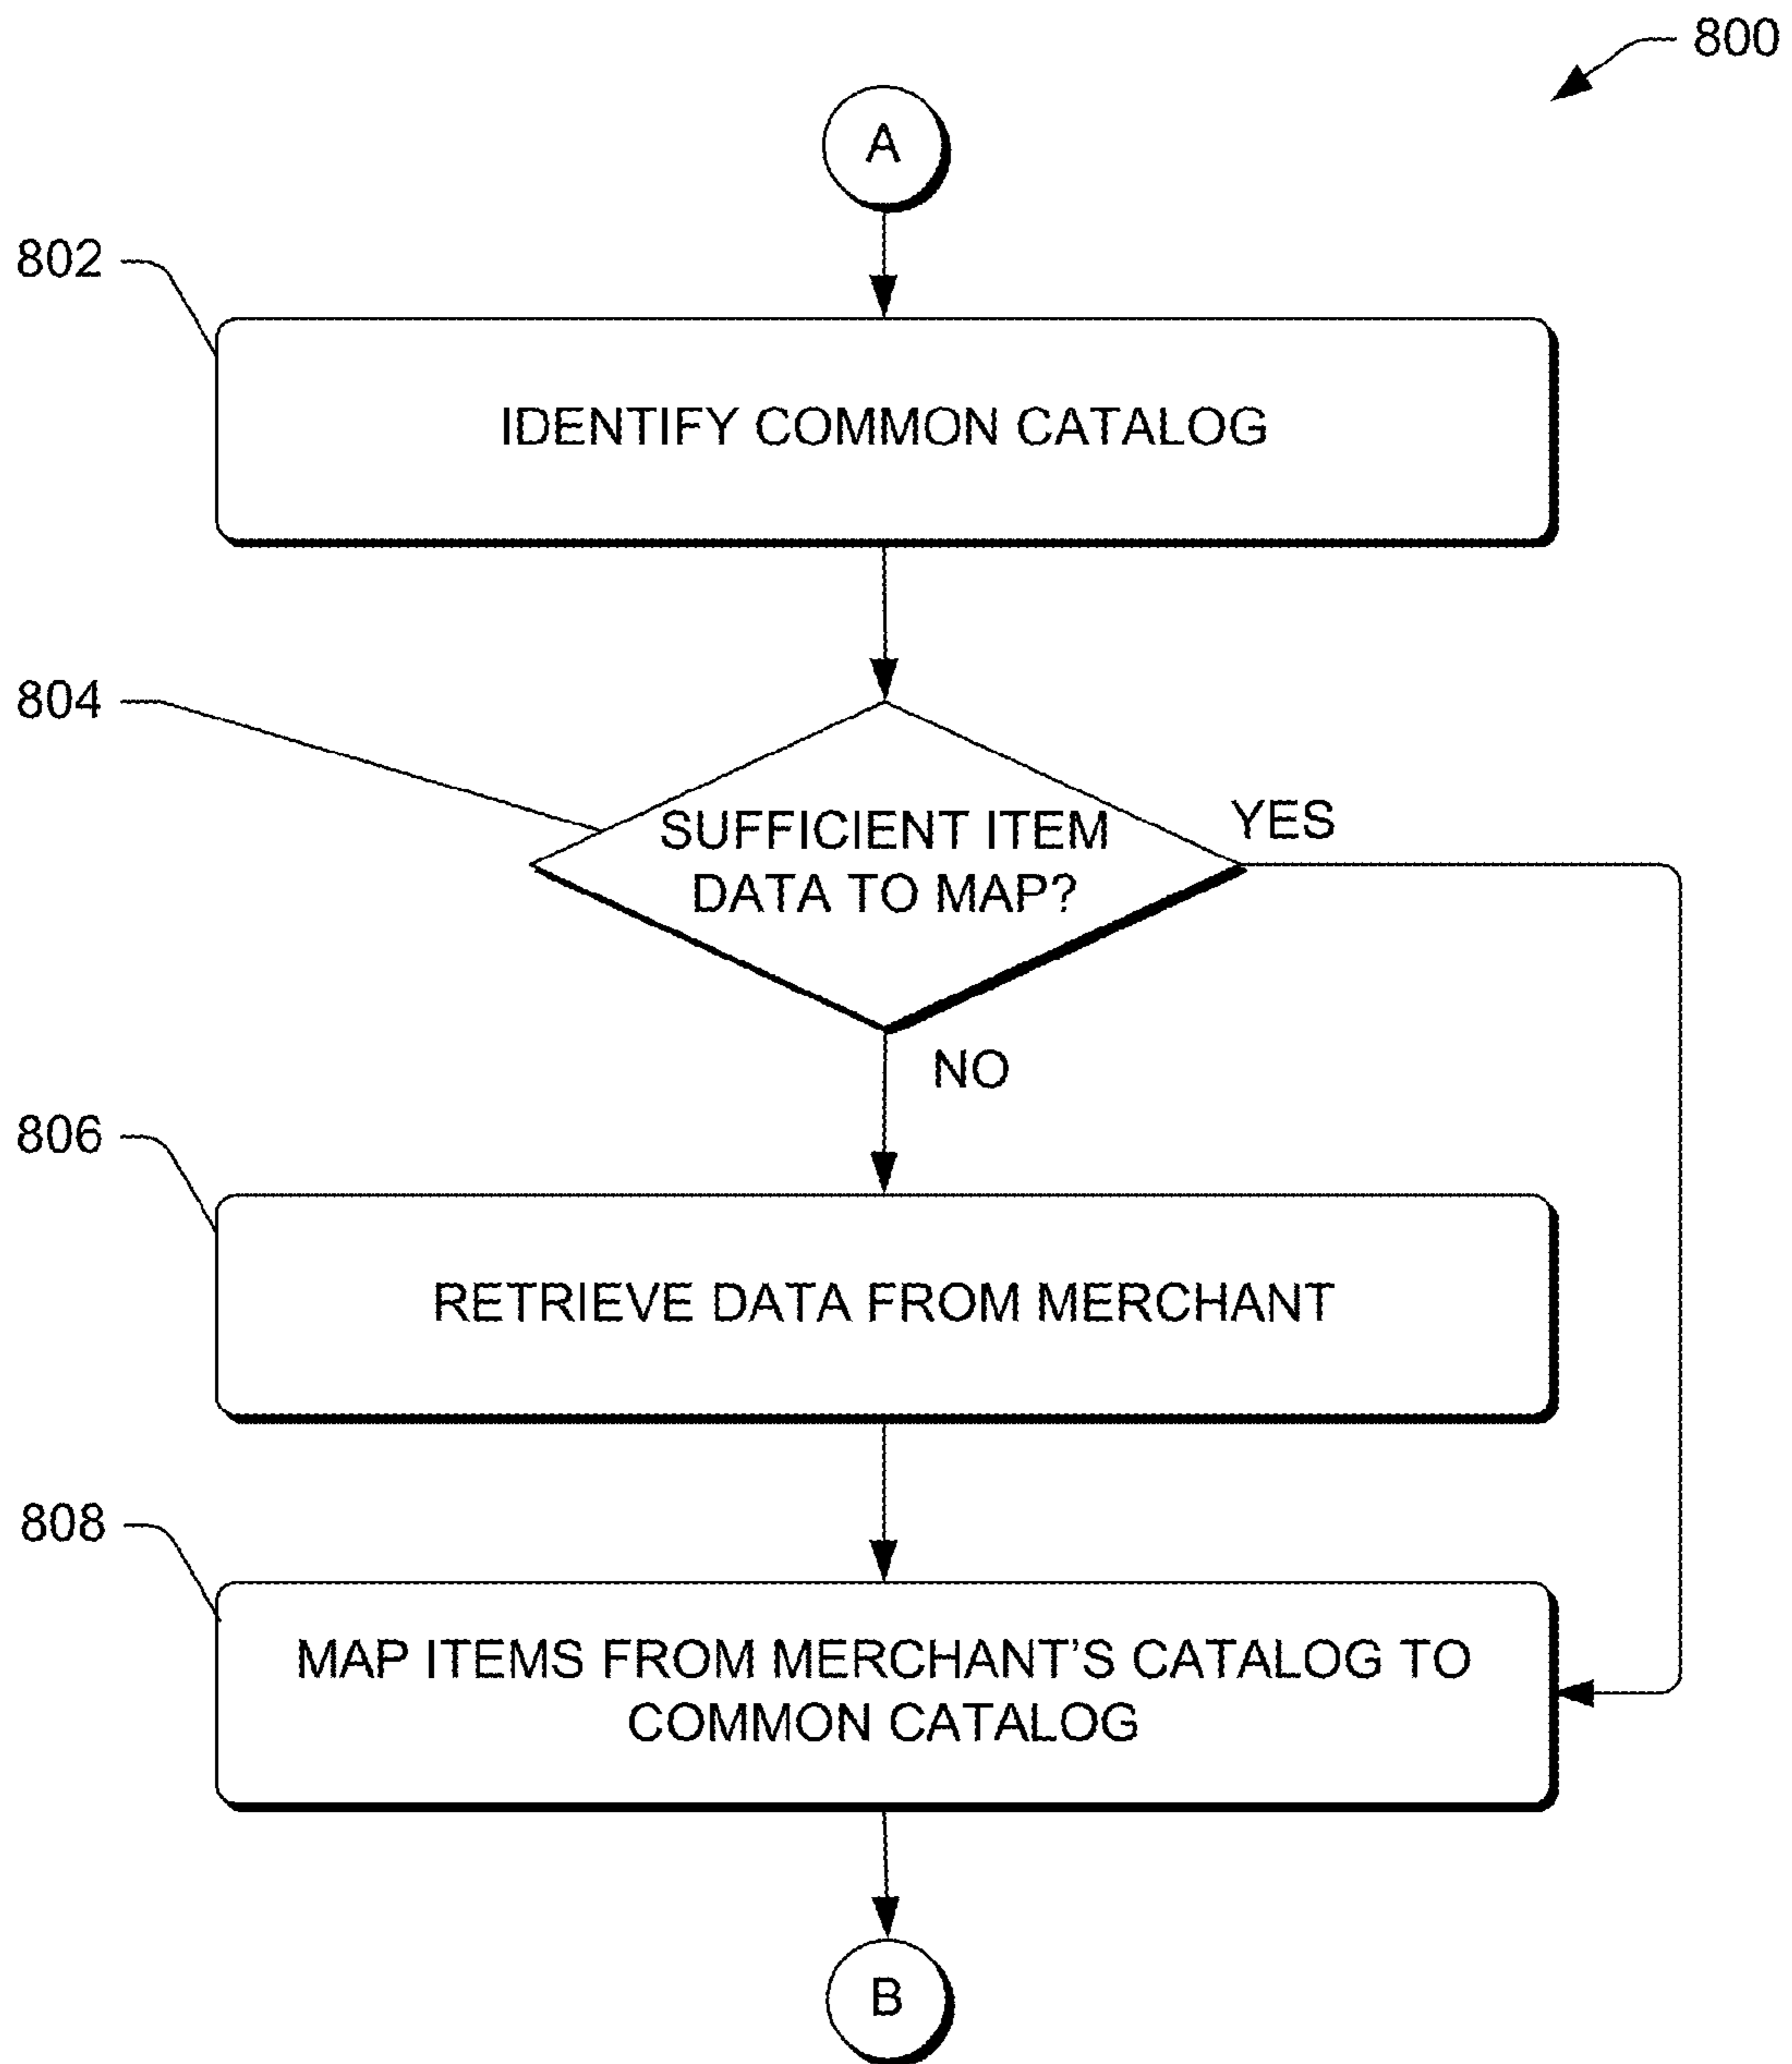 800
A
802
IDENTIFY COMMON CATALOG
804
SUFFICIENT ITEM
DATA TO MAP?
YES
NO
806
RETRIEVE DATA FROM MERCHANT
808
MAP ITEMS FROM MERCHANT'S CATALOG TO
COMMON CATALOG
B